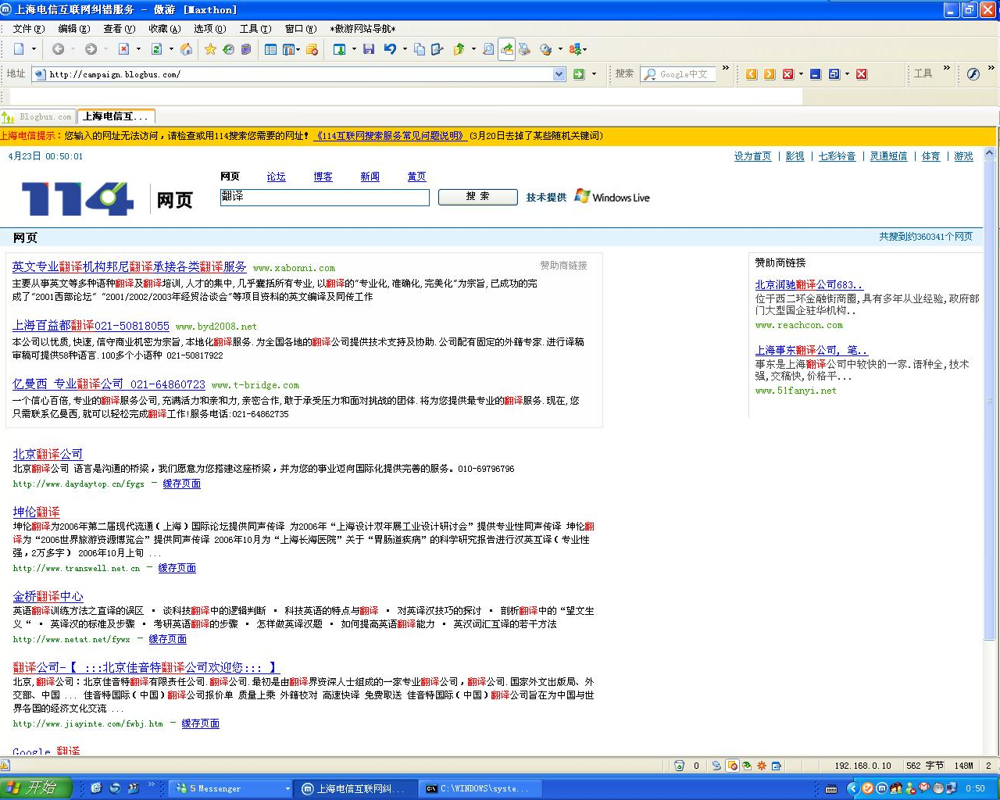 上海电信互联网纠错服务 - 傲游 [Maxthon]
文件(F) 编辑(E) 查看(V) 收藏(A) 选项(O) 工具(T) 窗口(W) *傲游网站导航*
地址 http://campaign.blogbus.com/ 搜索 Google中文 » 工具 » »
Blogbus.com 上海电信互...
上海电信提示：您输入的网址无法访问，请检查或用114搜索您需要的网址！《114互联网搜索服务常见问题说明》(3月20日去掉了某些随机关键词)
4月23日 00:50:01 设为首页 | 影视 | 七彩铃音 | 灵通短信 | 体育 | 游戏
网页 论坛 博客 新闻 黄页
114 网页 翻译 搜 索 技术提供 Windows Live
网页 共搜到约360341个网页
英文专业翻译机构邦尼翻译承接各类翻译服务 www.xabonni.com 赞助商链接
主要从事英文等多种语种翻译及翻译培训,人才的集中,几乎囊括所有专业,以翻译的"专业化,准确化,完美化"为宗旨,已成功的完
成了"2001西部论坛" "2001/2002/2003年经贸洽谈会"等项目资料的英文编译及同传工作
上海百益都翻译021-50818055 www.byd2008.net
本公司以优质,快速,信守商业机密为宗旨,本地化翻译服务.为全国各地的翻译公司提供技术支持及协助.公司配有固定的外籍专家.进行译稿
审稿可提供58种语言.100多个小语种 021-50817922
亿曼西 专业翻译公司 021-64860723 www.t-bridge.com
一个信心百倍,专业的翻译服务公司,充满活力和亲和力,亲密合作,敢于承受压力和面对挑战的团体.将为您提供最专业的翻译服务.现在,您
只需联系亿曼西,就可以轻松完成翻译工作!服务电话:021-64862735
赞助商链接
北京润驰翻译公司683..
位于西二环金融街商圈,具有多年从业经验,政府部
门大型国企驻华机构..
www.reachcon.com
上海事东翻译公司, 笔..
事东是上海翻译公司中较快的一家.语种全,技术
强,交稿快,价格平...
www.51fanyi.net
北京翻译公司
北京翻译公司 语言是沟通的桥梁，我们愿意为您搭建这座桥梁，并为您的事业迈向国际化提供完善的服务。010-69796796
http://www.daydaytop.cn/fygs - 缓存页面
坤伦翻译
坤伦翻译为2006年第二届现代流通（上海）国际论坛提供同声传译 为2006年“上海设计双年展工业设计研讨会”提供专业性同声传译 坤伦翻
译为“2006世界旅游资源博览会”提供同声传译 2006年10月为“上海长海医院”关于“胃肠道疾病”的科学研究报告进行汉英互译（专业性
强，2万多字） 2006年10月上旬 ...
http://www.transwell.net.cn - 缓存页面
金桥翻译中心
英语翻译训练方法之直译的误区 · 谈科技翻译中的逻辑判断 · 科技英语的特点与翻译 · 对英译汉技巧的探讨 · 剖析翻译中的“望文生
义“ · 英译汉的标准及步骤 · 考研英语翻译的步骤 · 怎样做英译汉题 · 如何提高英语翻译能力 · 英汉词汇互译的若干方法
http://www.netat.net/fywx - 缓存页面
翻译公司-【 :::北京佳音特翻译公司欢迎您::: 】
北京,翻译公司：北京佳音特翻译有限责任公司.翻译公司.最初是由翻译界资深人士组成的一家专业翻译公司，翻译公司.国家外文出版局、外
交部、中国 ... 佳音特国际（中国）翻译公司报价单 质量上乘 外籍校对 高速快译 免费取送 佳音特国际（中国）翻译公司旨在为中国与世
界各国的经济文化交流 ...
http://www.jiayinte.com/fwbj.htm - 缓存页面
Google 翻译
0 192.168.0.10 562 字节 148M 2
开始 » 5 Messenger 上海电信互联网纠... C:\WINDOWS\syste... 0:50